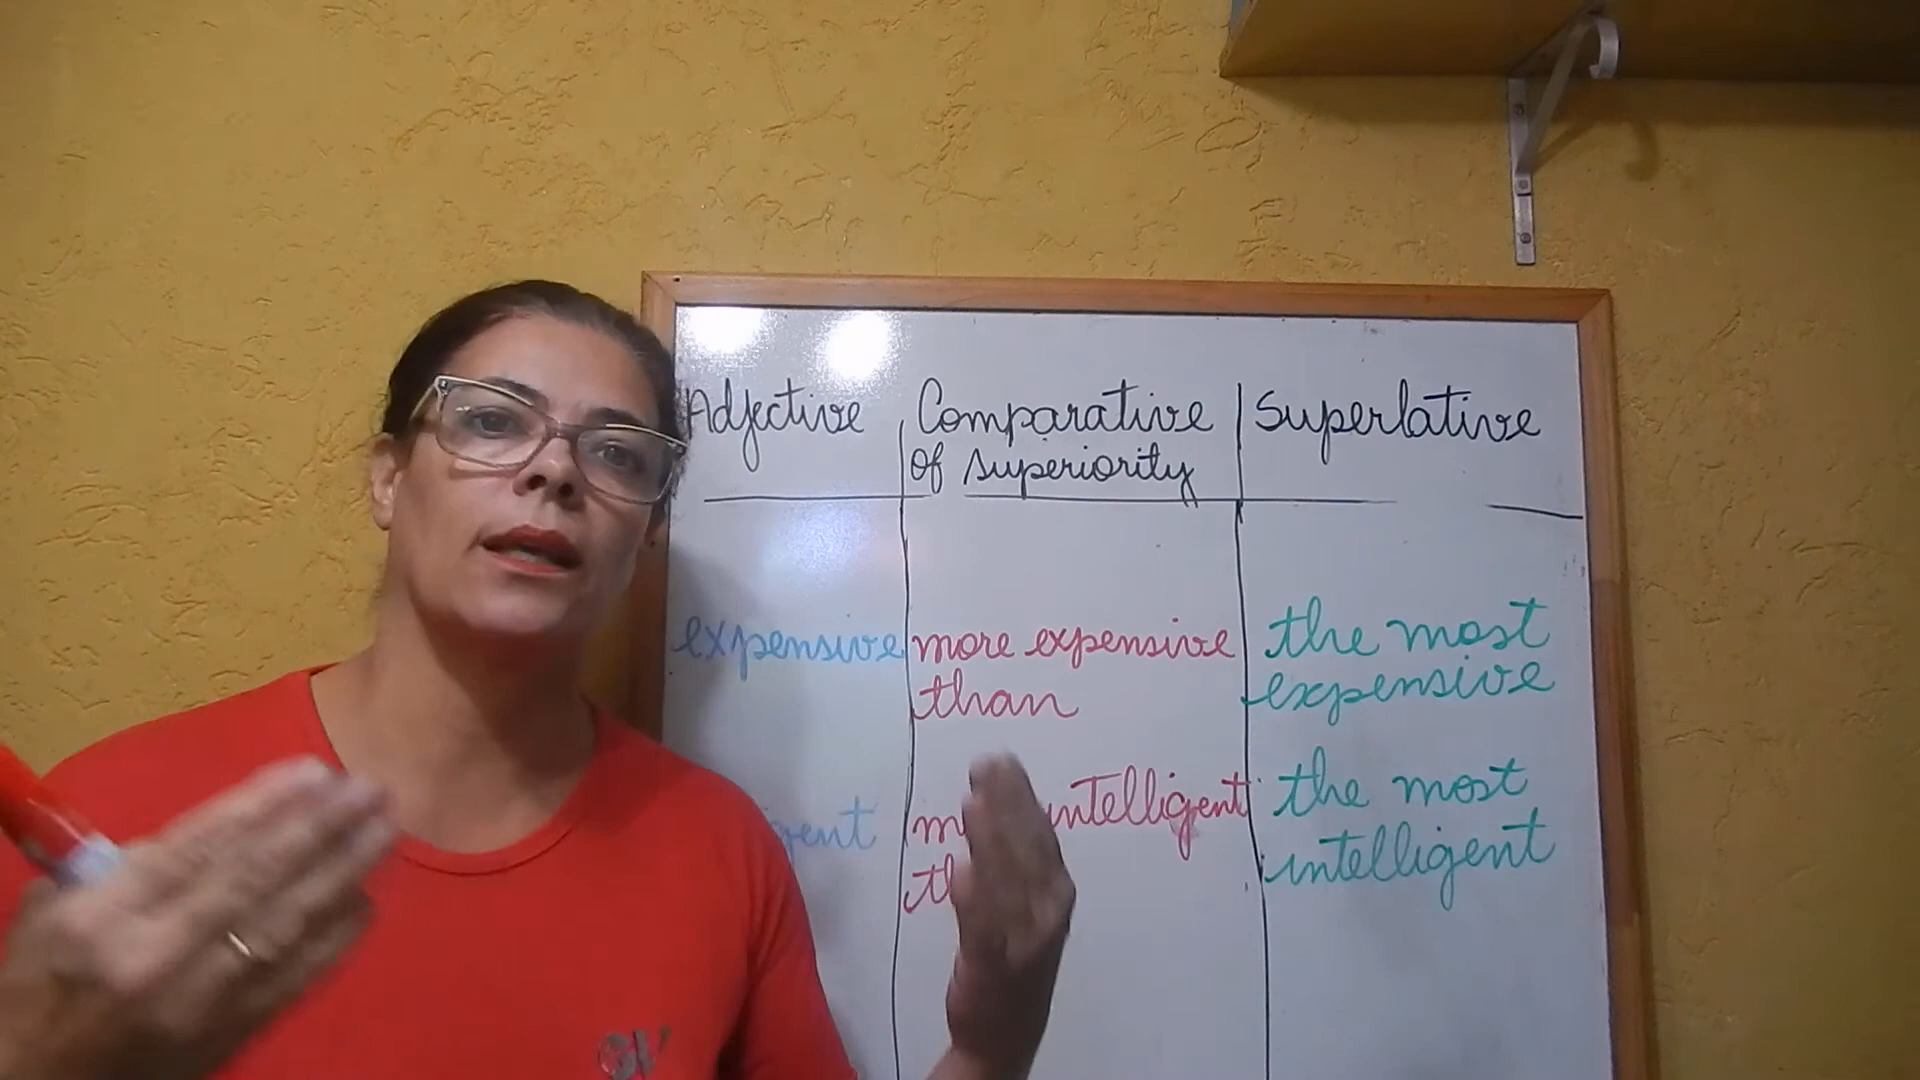 Adjective Comparative of superiority Superlative
expensive more expensive than the most expensive
intelligent the most intelligent